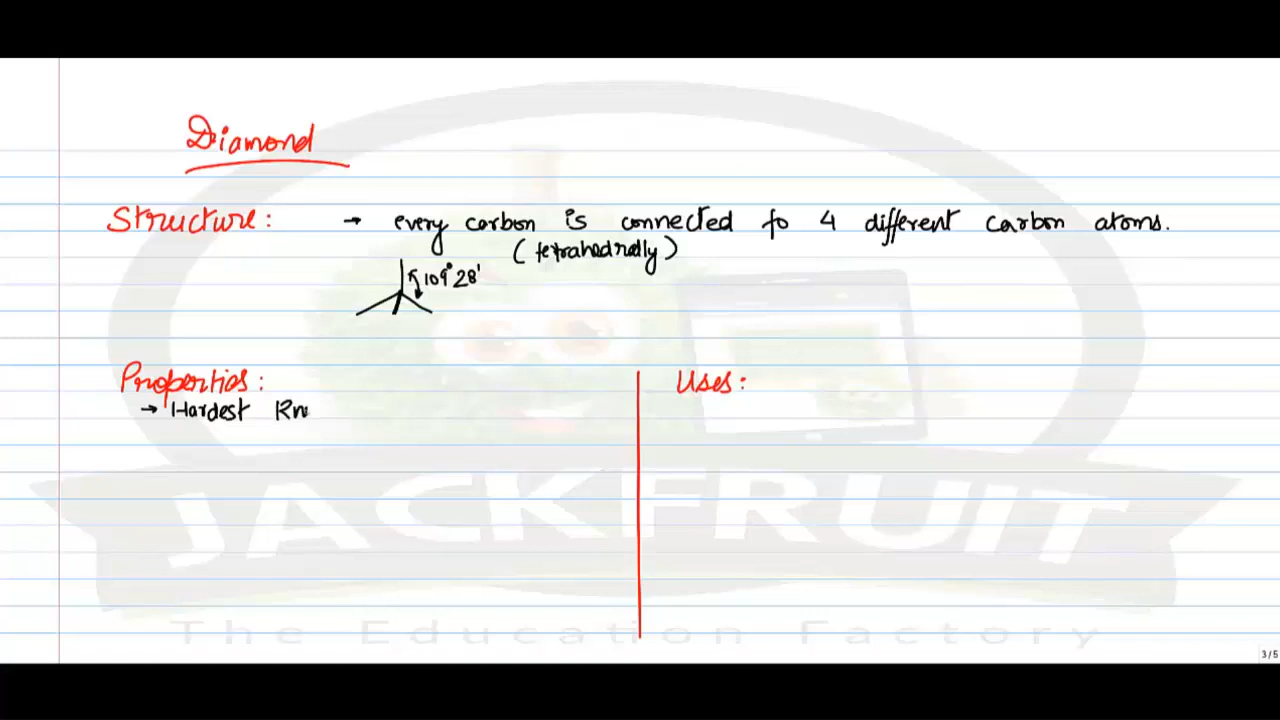 Diamond
Structure: → every carbon is connected to 4 different carbon atoms.
(tetrahedrally)
109° 28'
Properties:
Uses:
→ Hardest Kn
JACKFRUIT
The Education Factory
3/5